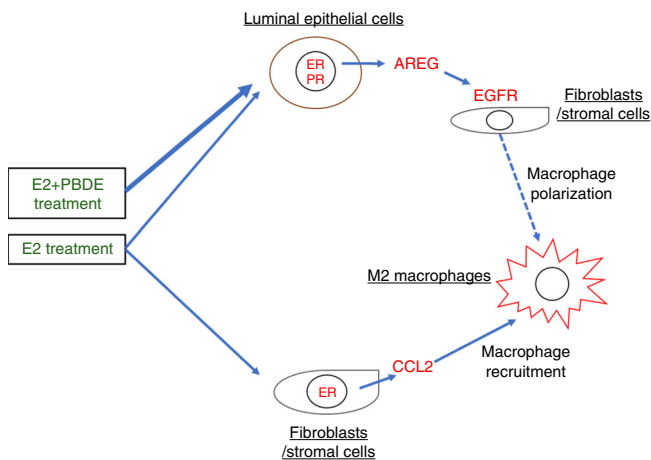 Luminal epithelial cells
ER
PR
AREG
EGFR
Fibroblasts
/stromal cells
E2+PBDE
treatment
Macrophage
polarization
E2 treatment
M2 macrophages
CCL2
Macrophage
recruitment
ER
Fibroblasts
/stromal cells